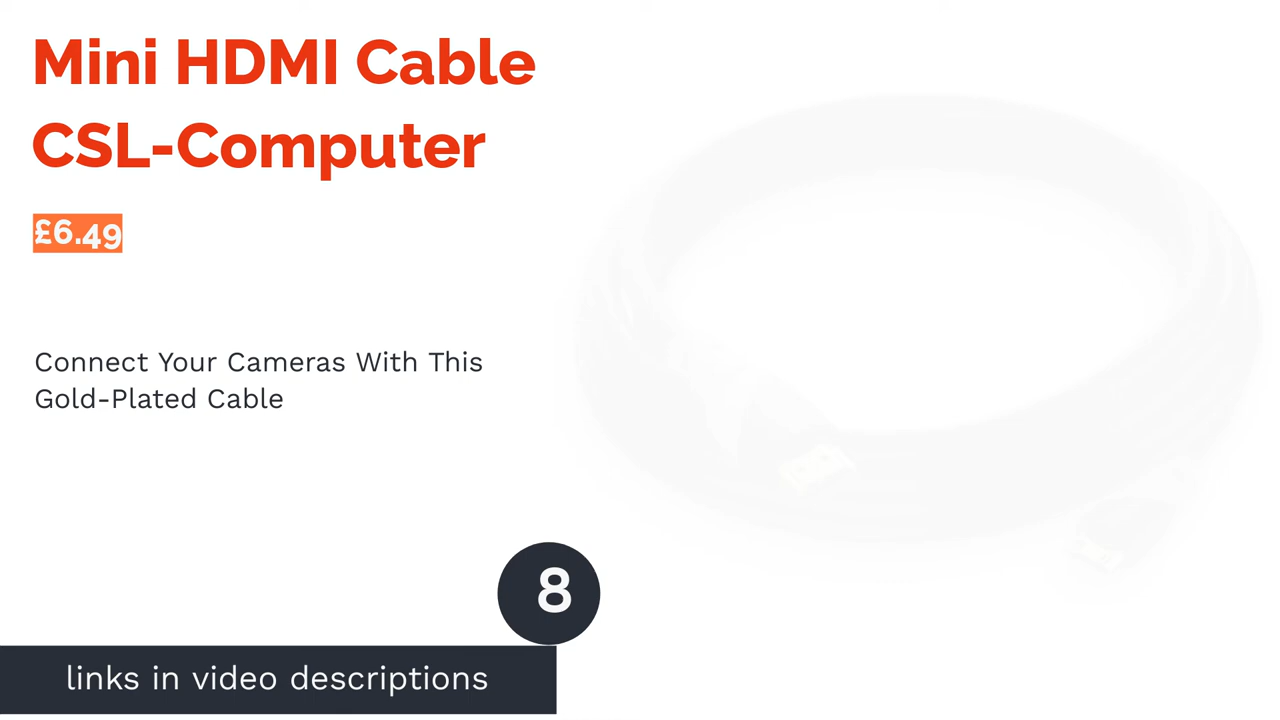 Mini HDMI Cable
CSL-Computer
£6.49
Connect Your Cameras With This
Gold-Plated Cable
8
links in video descriptions